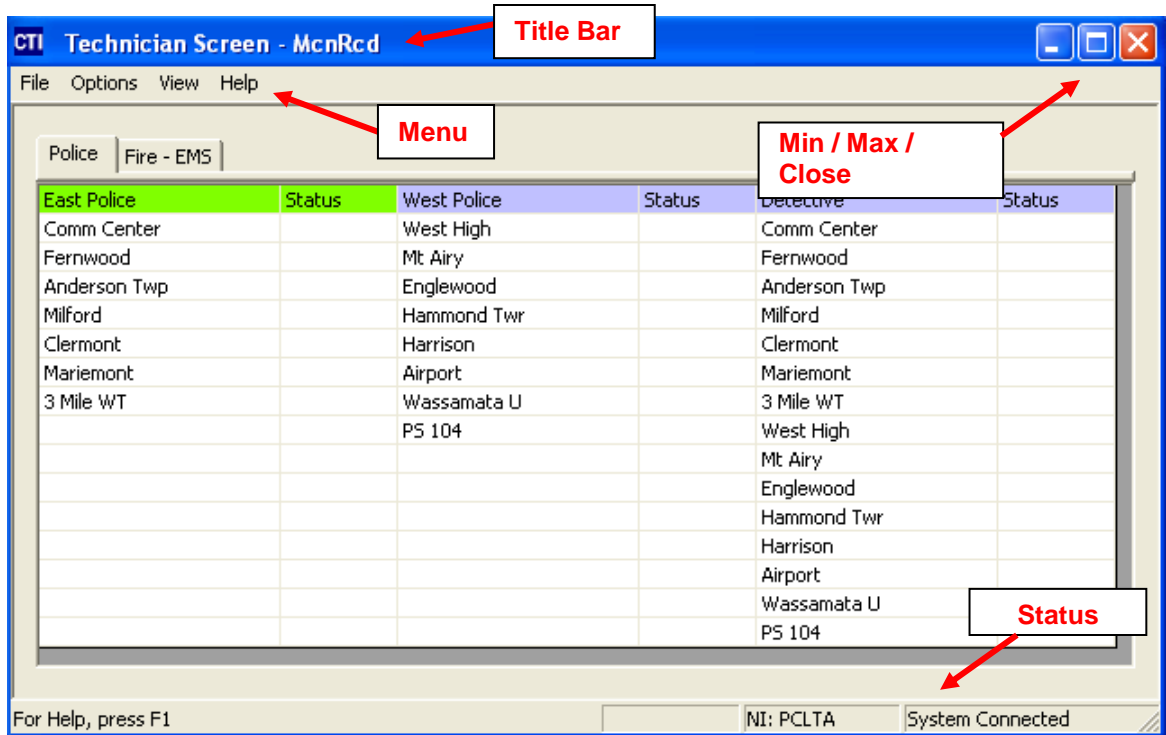 CTI Technician Screen - McnRcd
Title Bar
File Options View Help
Menu
Min / Max /
Close
Police Fire - EMS
East Police Status West Police Status Detective Status
Comm Center West High Comm Center
Fernwood Mt Airy Fernwood
Anderson Twp Englewood Anderson Twp
Milford Hammond Twr Milford
Clermont Harrison Clermont
Mariemont Airport Mariemont
3 Mile WT Wassamata U 3 Mile WT
PS 104 West High
Mt Airy
Englewood
Hammond Twr
Harrison
Airport
Wassamata U
PS 104
Status
For Help, press F1 NI: PCLTA System Connected